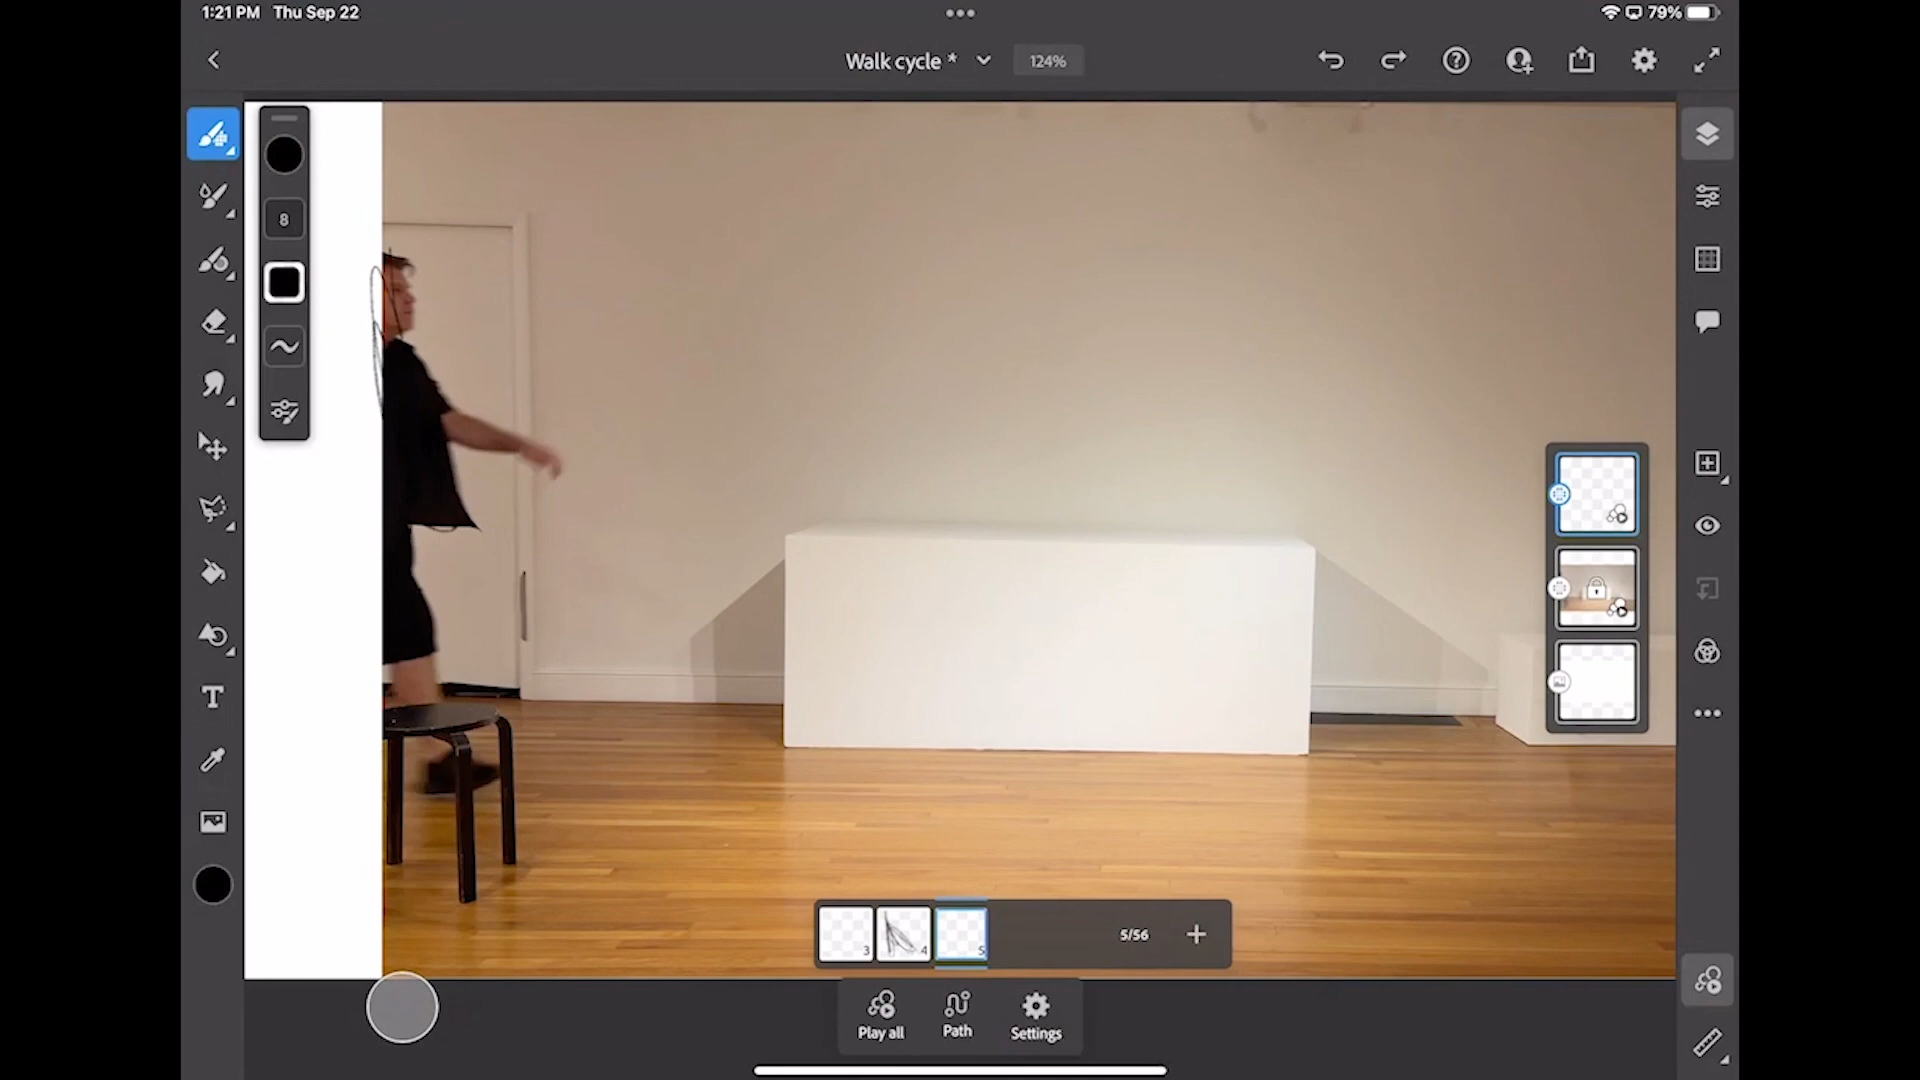 1:21 PM Thu Sep 22
79%
Walk cycle *
124%
8
T
3
4
5
5/56
Play all
Path
Settings